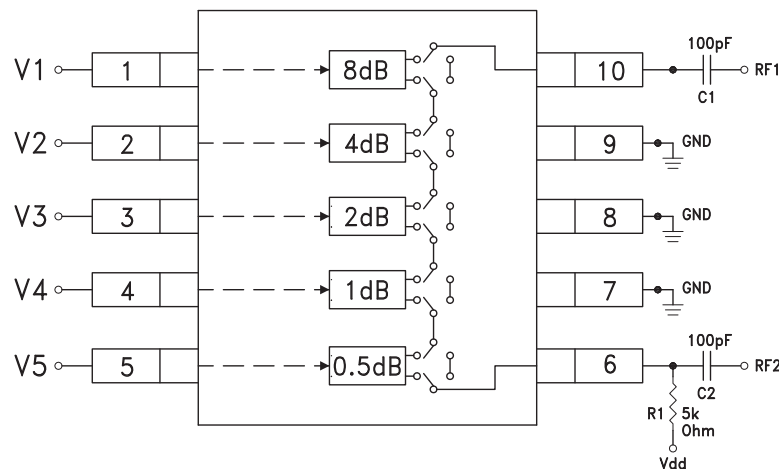 V1 1 8dB 10 100pF C1 RF1
V2 2 4dB 9 GND
V3 3 2dB 8 GND
V4 4 1dB 7 GND
V5 5 0.5dB 6 100pF C2 RF2
R1 5k
Ohm
Vdd